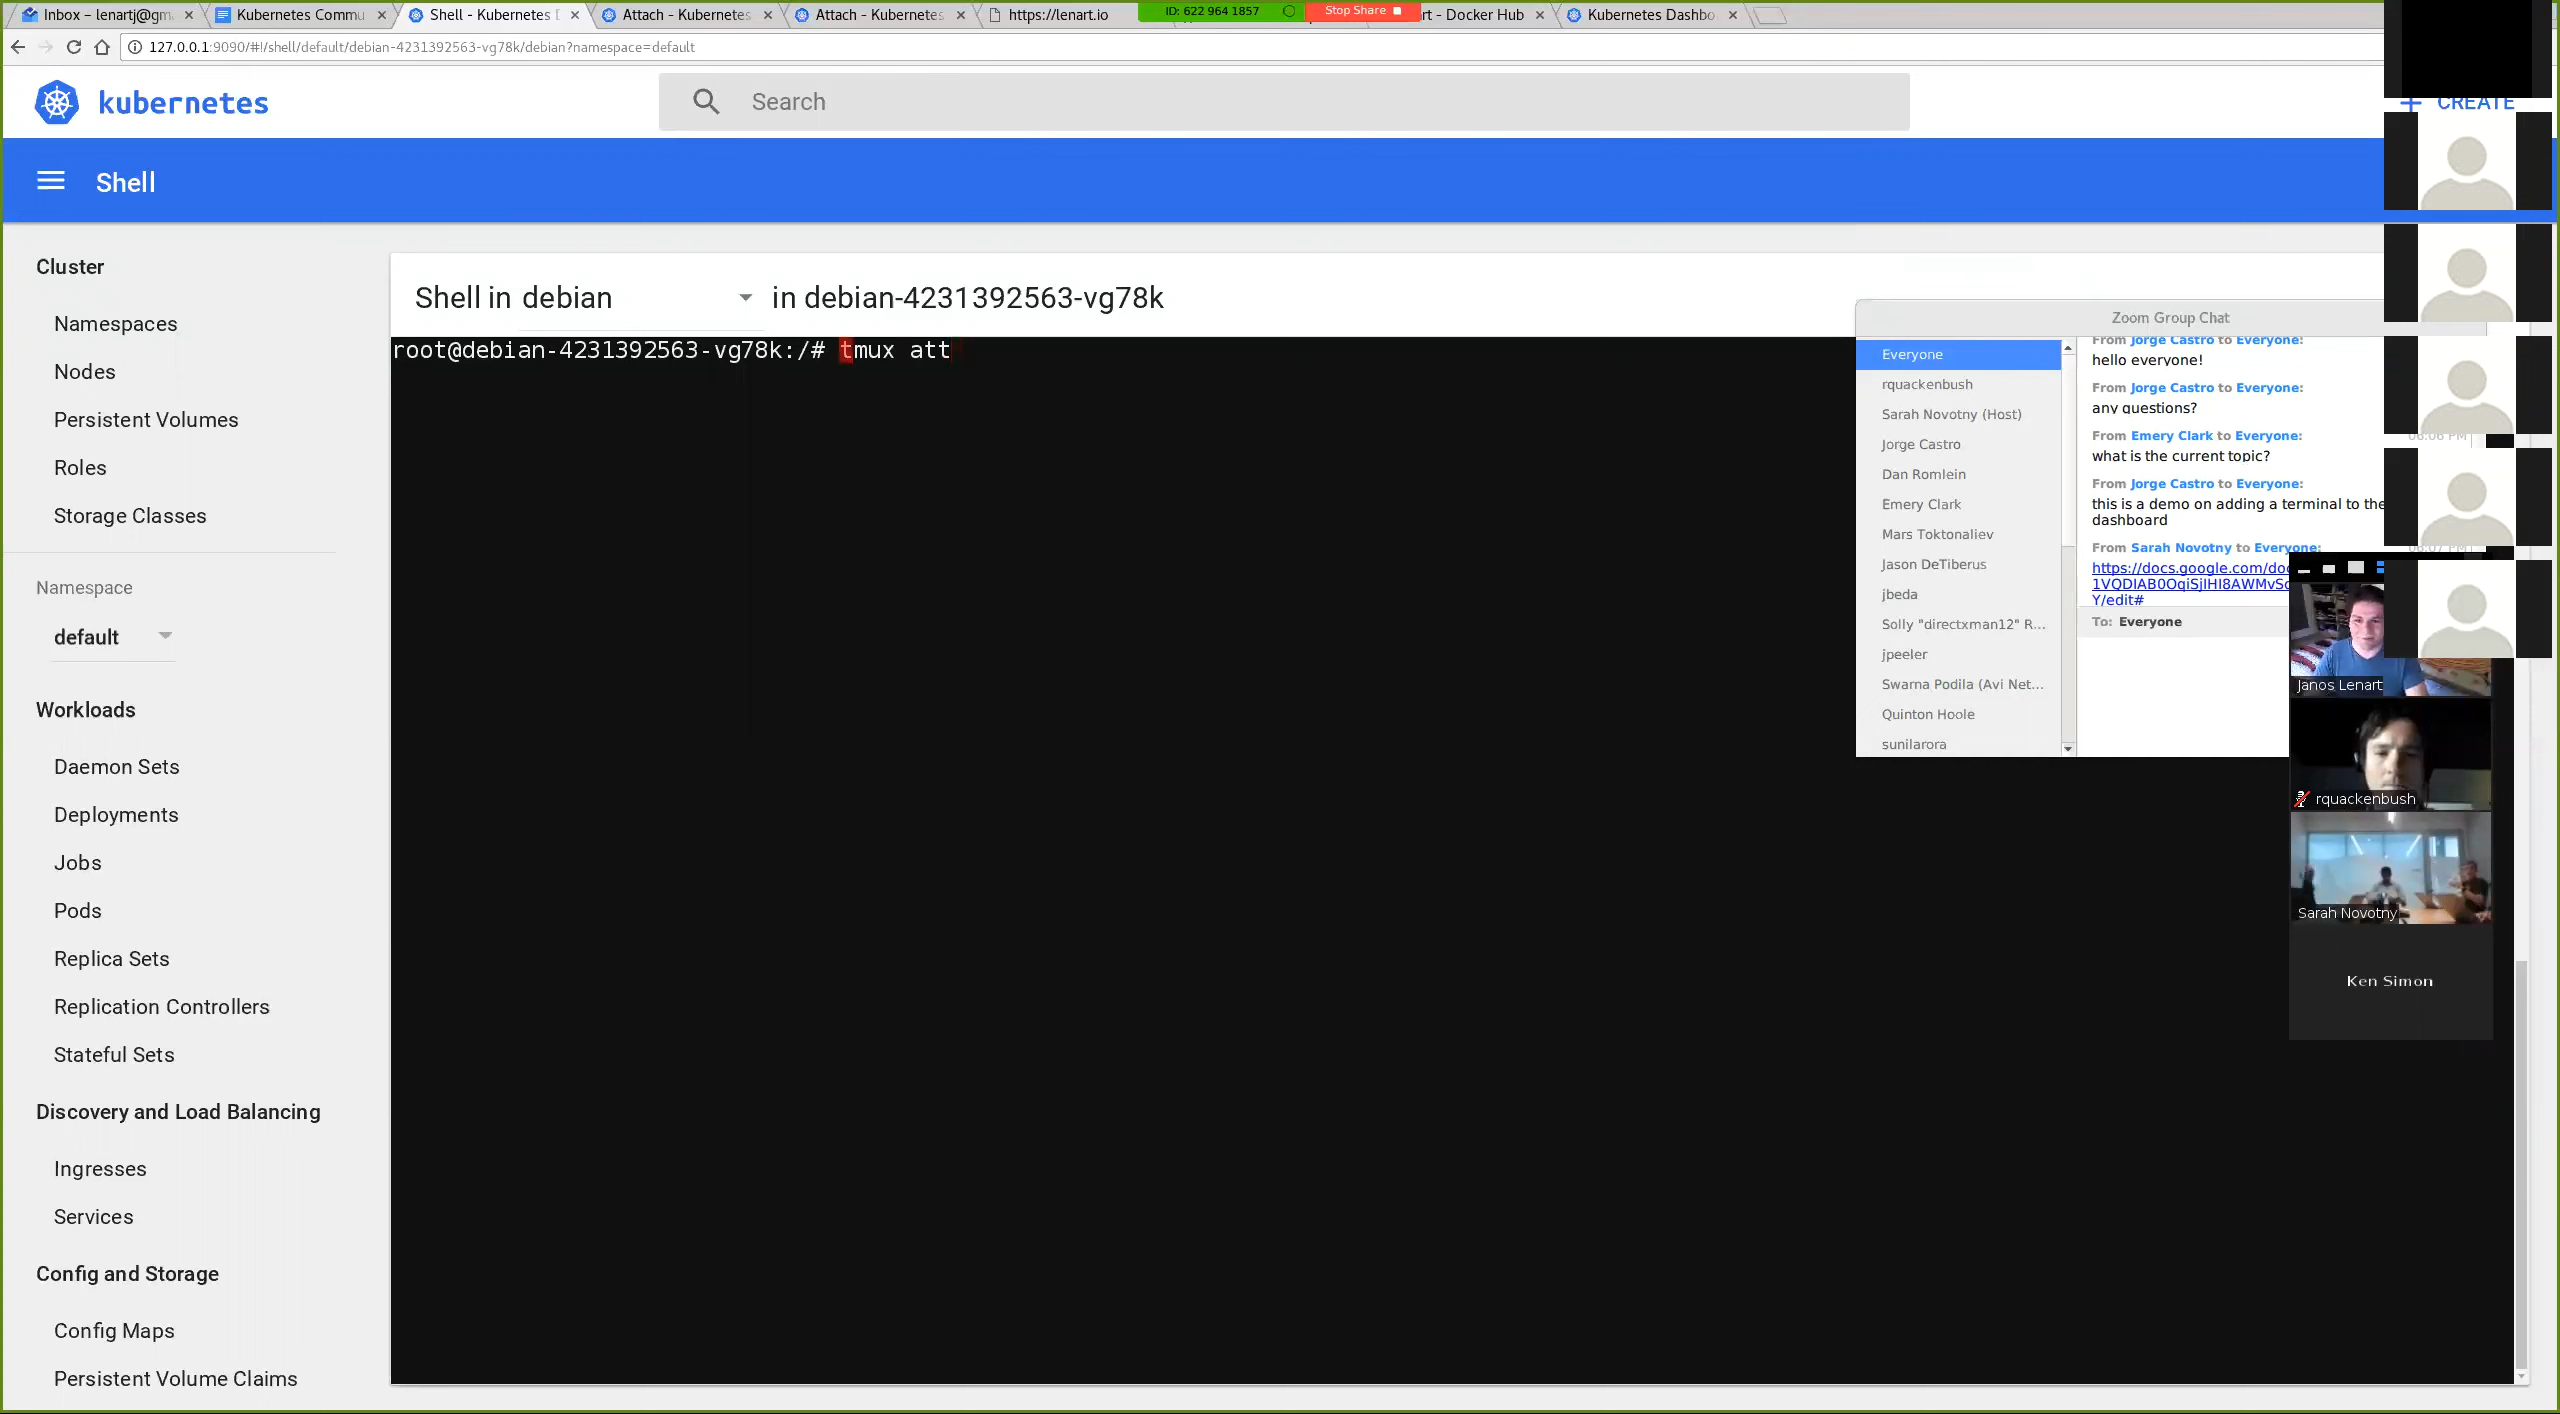 Inbox – lenartj@gm
Kubernetes Commu
Shell - Kubernetes D
Attach - Kubernetes
Attach - Kubernetes
https://lenart.io
ID: 622 964 1857
Stop Share
rt - Docker Hub
Kubernetes Dashbo
127.0.0.1:9090/#!/shell/default/debian-4231392563-vg78k/debian?namespace=default
kubernetes
Search
CREATE
Shell
Cluster
Namespaces
Nodes
Persistent Volumes
Roles
Storage Classes
Namespace
default
Workloads
Daemon Sets
Deployments
Jobs
Pods
Replica Sets
Replication Controllers
Stateful Sets
Discovery and Load Balancing
Ingresses
Services
Config and Storage
Config Maps
Persistent Volume Claims
Shell in debian in debian-4231392563-vg78k
root@debian-4231392563-vg78k:/# tmux att
Zoom Group Chat
Everyone
rquackenbush
Sarah Novotny (Host)
Jorge Castro
Dan Romlein
Emery Clark
Mars Toktonaliev
Jason DeTiberus
jbeda
Solly "directxman12" R...
jpeeler
Swarna Podila (Avi Net...
Quinton Hoole
sunilarora
From Jorge Castro to Everyone:
hello everyone!
From Jorge Castro to Everyone:
any questions?
From Emery Clark to Everyone: 06:06 PM
what is the current topic?
From Jorge Castro to Everyone:
this is a demo on adding a terminal to the
dashboard
From Sarah Novotny to Everyone: 06:07 PM
https://docs.google.com/doc
Y/edit#
To: Everyone
Janos Lenart
rquackenbush
Sarah Novotny
Ken Simon